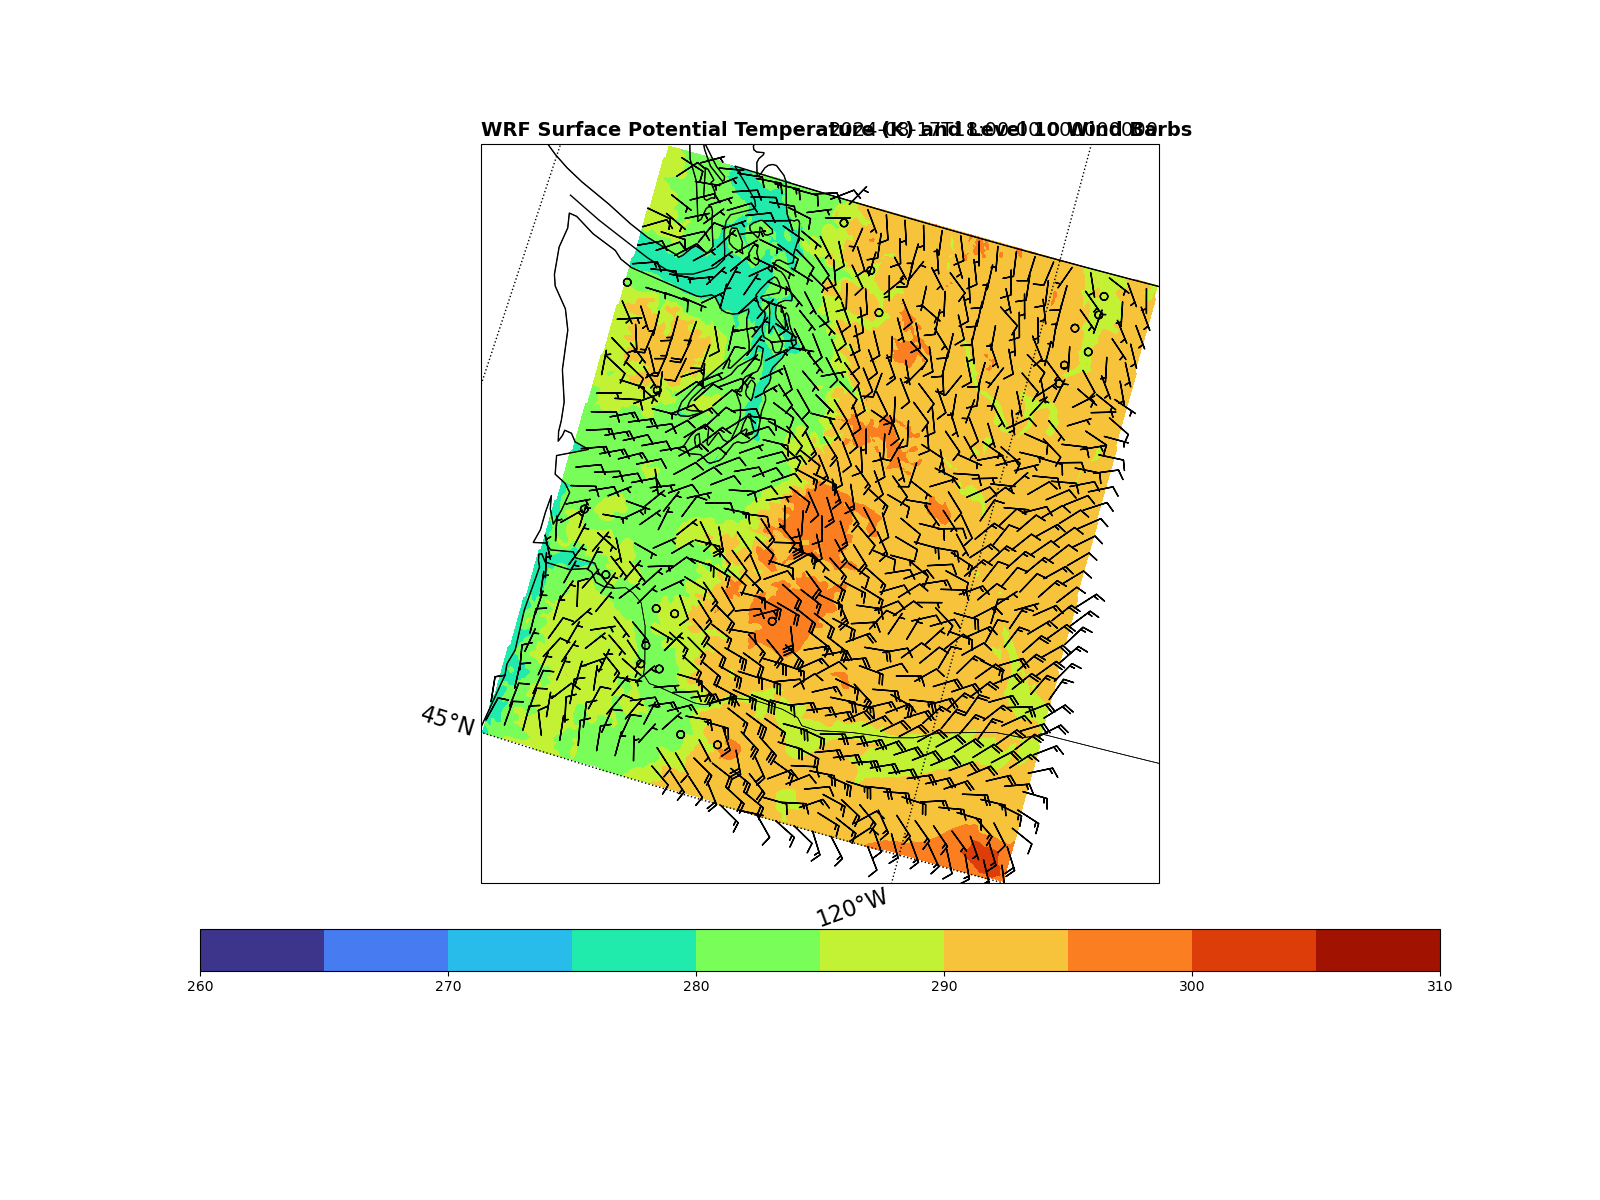 WRF Surface Potential Temperature (K) and Level 10 Wind Barbs
45°N
120°W
260 270 280 290 300 310